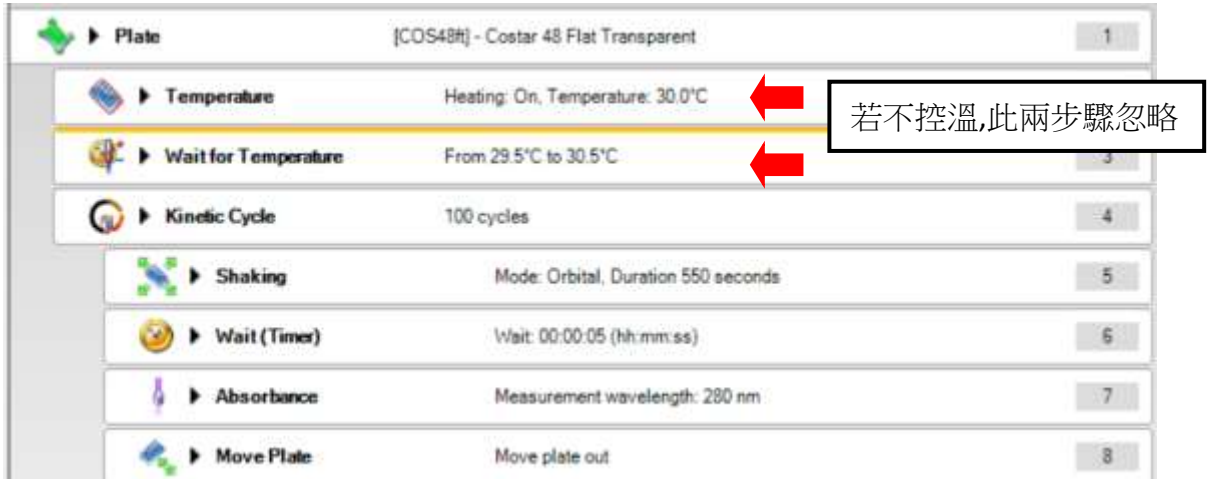 Plate [COS48ft] - Costar 48 Flat Transparent 1
Temperature Heating: On, Temperature: 30.0°C
若不控溫,此兩步驟忽略
Wait for Temperature From 29.5°C to 30.5°C 3
Kinetic Cycle 100 cycles 4
Shaking Mode: Orbital, Duration 550 seconds 5
Wait (Timer) Wait: 00:00:05 (hh:mm:ss) 6
Absorbance Measurement wavelength: 280 nm 7
Move Plate Move plate out 8